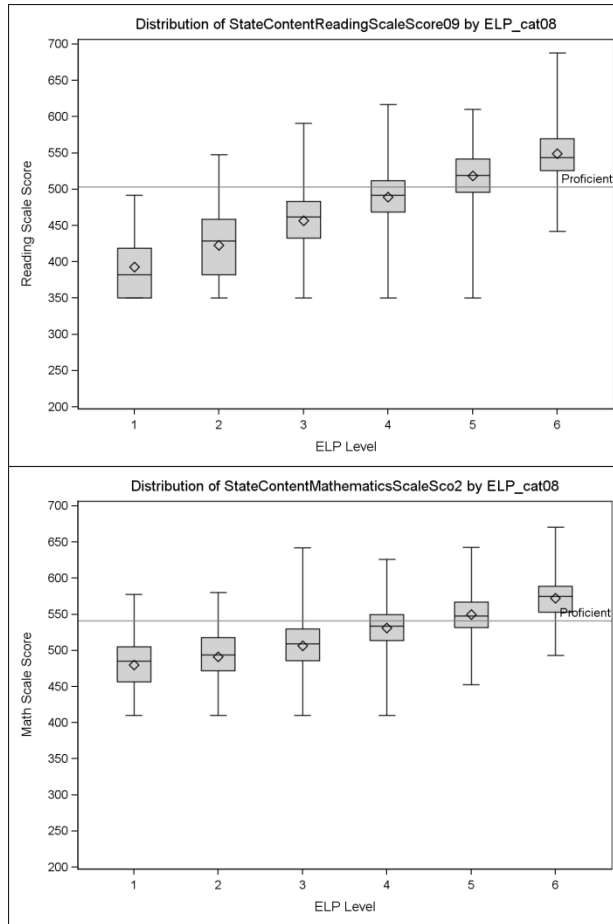 Distribution of StateContentReadingScaleScore09 by ELP_cat08
700
650
600
550
500
450
400
350
300
250
200
Reading Scale Score
Proficient
1 2 3 4 5 6
ELP Level
Distribution of StateContentMathematicsScaleSco2 by ELP_cat08
700
650
600
550
500
450
400
350
300
250
200
Math Scale Score
Proficient
1 2 3 4 5 6
ELP Level